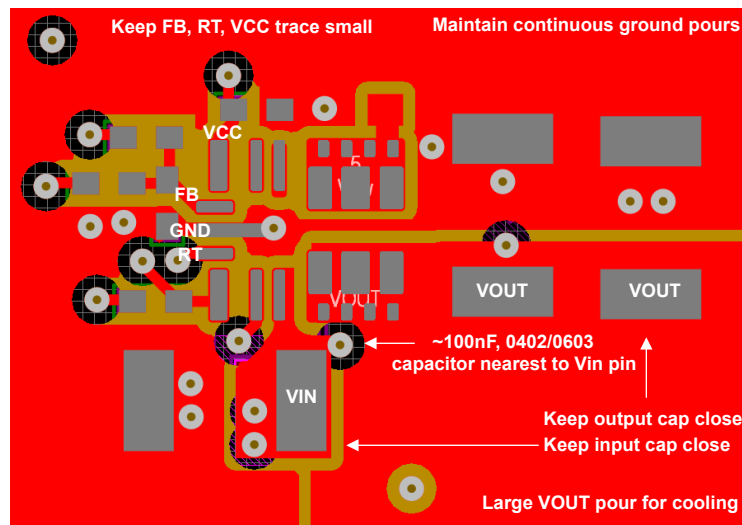 Keep FB, RT, VCC trace small
Maintain continuous ground pours
VCC
5
FB
GND
RT
VOUT
VOUT
VOUT
~100nF, 0402/0603
capacitor nearest to Vin pin
VIN
Keep output cap close
Keep input cap close
Large VOUT pour for cooling